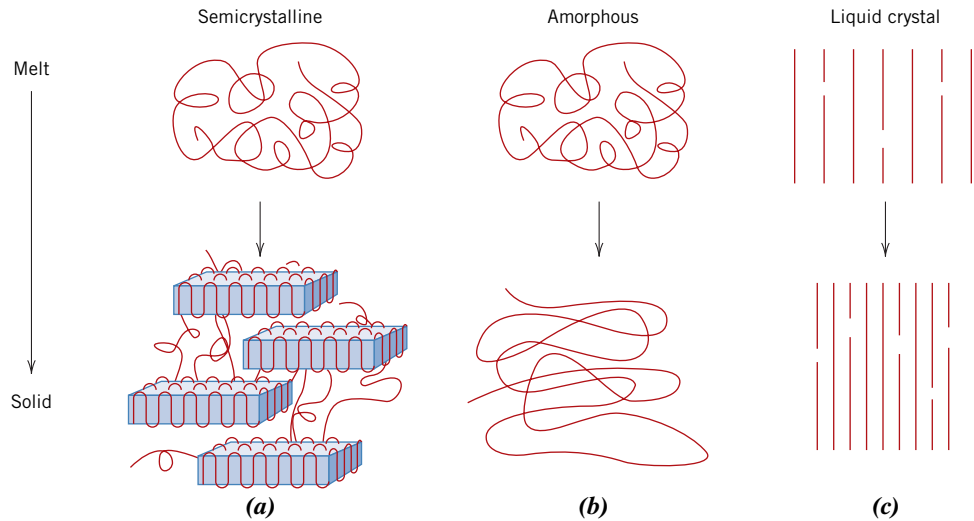 Semicrystalline
Amorphous
Liquid crystal
Melt
Solid
(a)
(b)
(c)